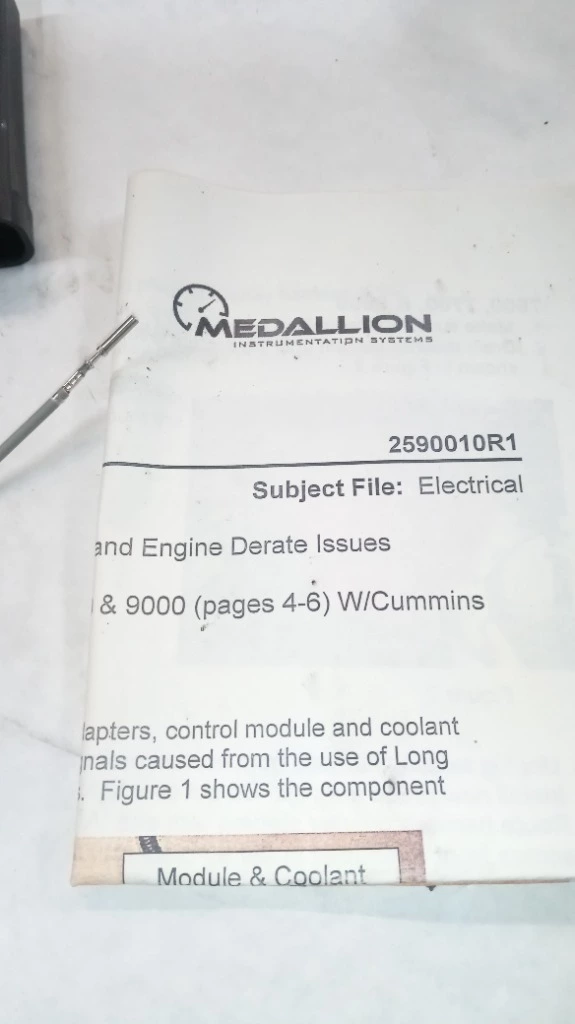 MEDALLION
INSTRUMENTATION SYSTEMS
2590010R1
Subject File: Electrical
and Engine Derate Issues
& 9000 (pages 4-6) W/Cummins
apters, control module and coolant
nals caused from the use of Long
. Figure 1 shows the component
Module & Coolant